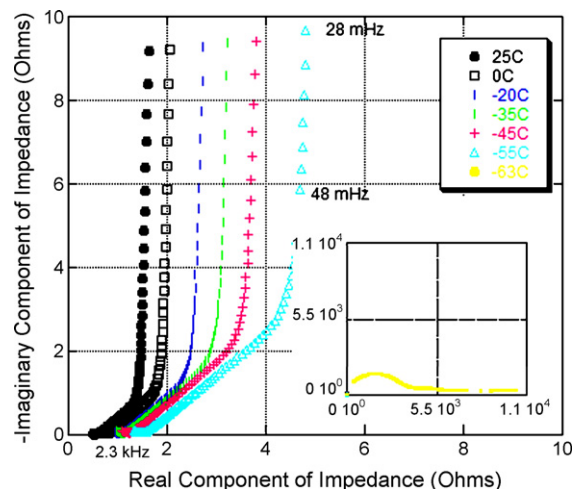 -Imaginary Component of Impedance (Ohms)
10
8
6
4
2
0
28 mHz
48 mHz
25C
0C
-20C
-35C
-45C
-55C
-63C
1.1 10⁴
5.5 10³
0 10⁰
0 10⁰
5.5 10³
1.1 10⁴
2.3 kHz
0
2
4
6
8
10
Real Component of Impedance (Ohms)